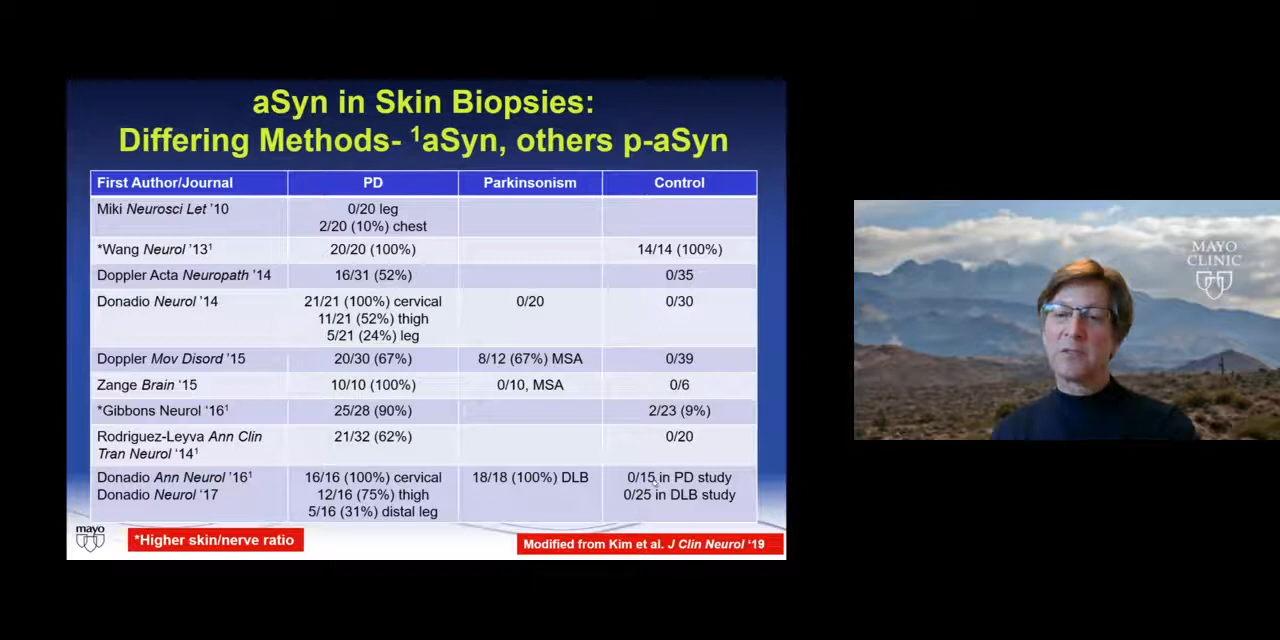 aSyn in Skin Biopsies:
Differing Methods- ¹aSyn, others p-aSyn
First Author/Journal PD Parkinsonism Control
Miki Neurosci Let '10 0/20 leg
2/20 (10%) chest
*Wang Neurol '13¹ 20/20 (100%) 14/14 (100%)
Doppler Acta Neuropath '14 16/31 (52%) 0/35
Donadio Neurol '14 21/21 (100%) cervical 0/20 0/30
11/21 (52%) thigh
5/21 (24%) leg
Doppler Mov Disord '15 20/30 (67%) 8/12 (67%) MSA 0/39
Zange Brain '15 10/10 (100%) 0/10, MSA 0/6
*Gibbons Neurol '16¹ 25/28 (90%) 2/23 (9%)
Rodriguez-Leyva Ann Clin 21/32 (62%) 0/20
Tran Neurol '14¹
Donadio Ann Neurol '16¹ 16/16 (100%) cervical 18/18 (100%) DLB 0/15 in PD study
Donadio Neurol '17 12/16 (75%) thigh 0/25 in DLB study
5/16 (31%) distal leg
mayo
*Higher skin/nerve ratio
Modified from Kim et al. J Clin Neurol '19
MAYO
CLINIC